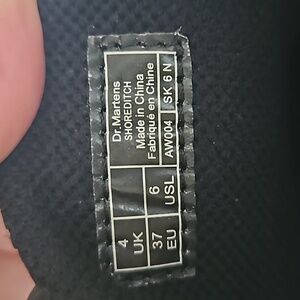 Dr.Martens
SHOREDITCH
Made in China
Fabriqué en Chine
AW004 SK 6 N
4 UK
6 USL
37 EU